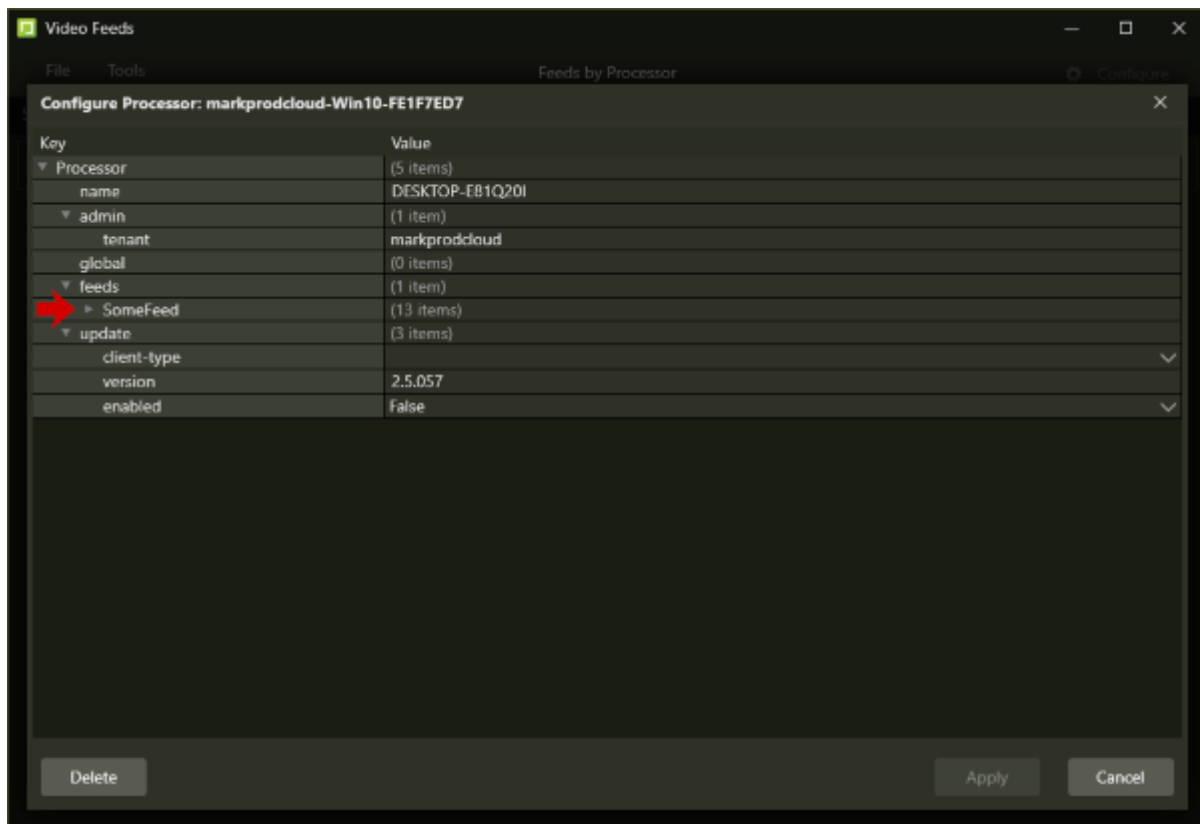 Video Feeds
File Tools Feeds by Processor Configure
Configure Processor: markprodcloud-Win10-FE1F7ED7
Key Value
Processor (5 items)
name DESKTOP-E81Q20I
admin (1 item)
tenant markprodcloud
global (0 items)
feeds (1 item)
SomeFeed (13 items)
update (3 items)
client-type
version 2.5.057
enabled False
Delete Apply Cancel